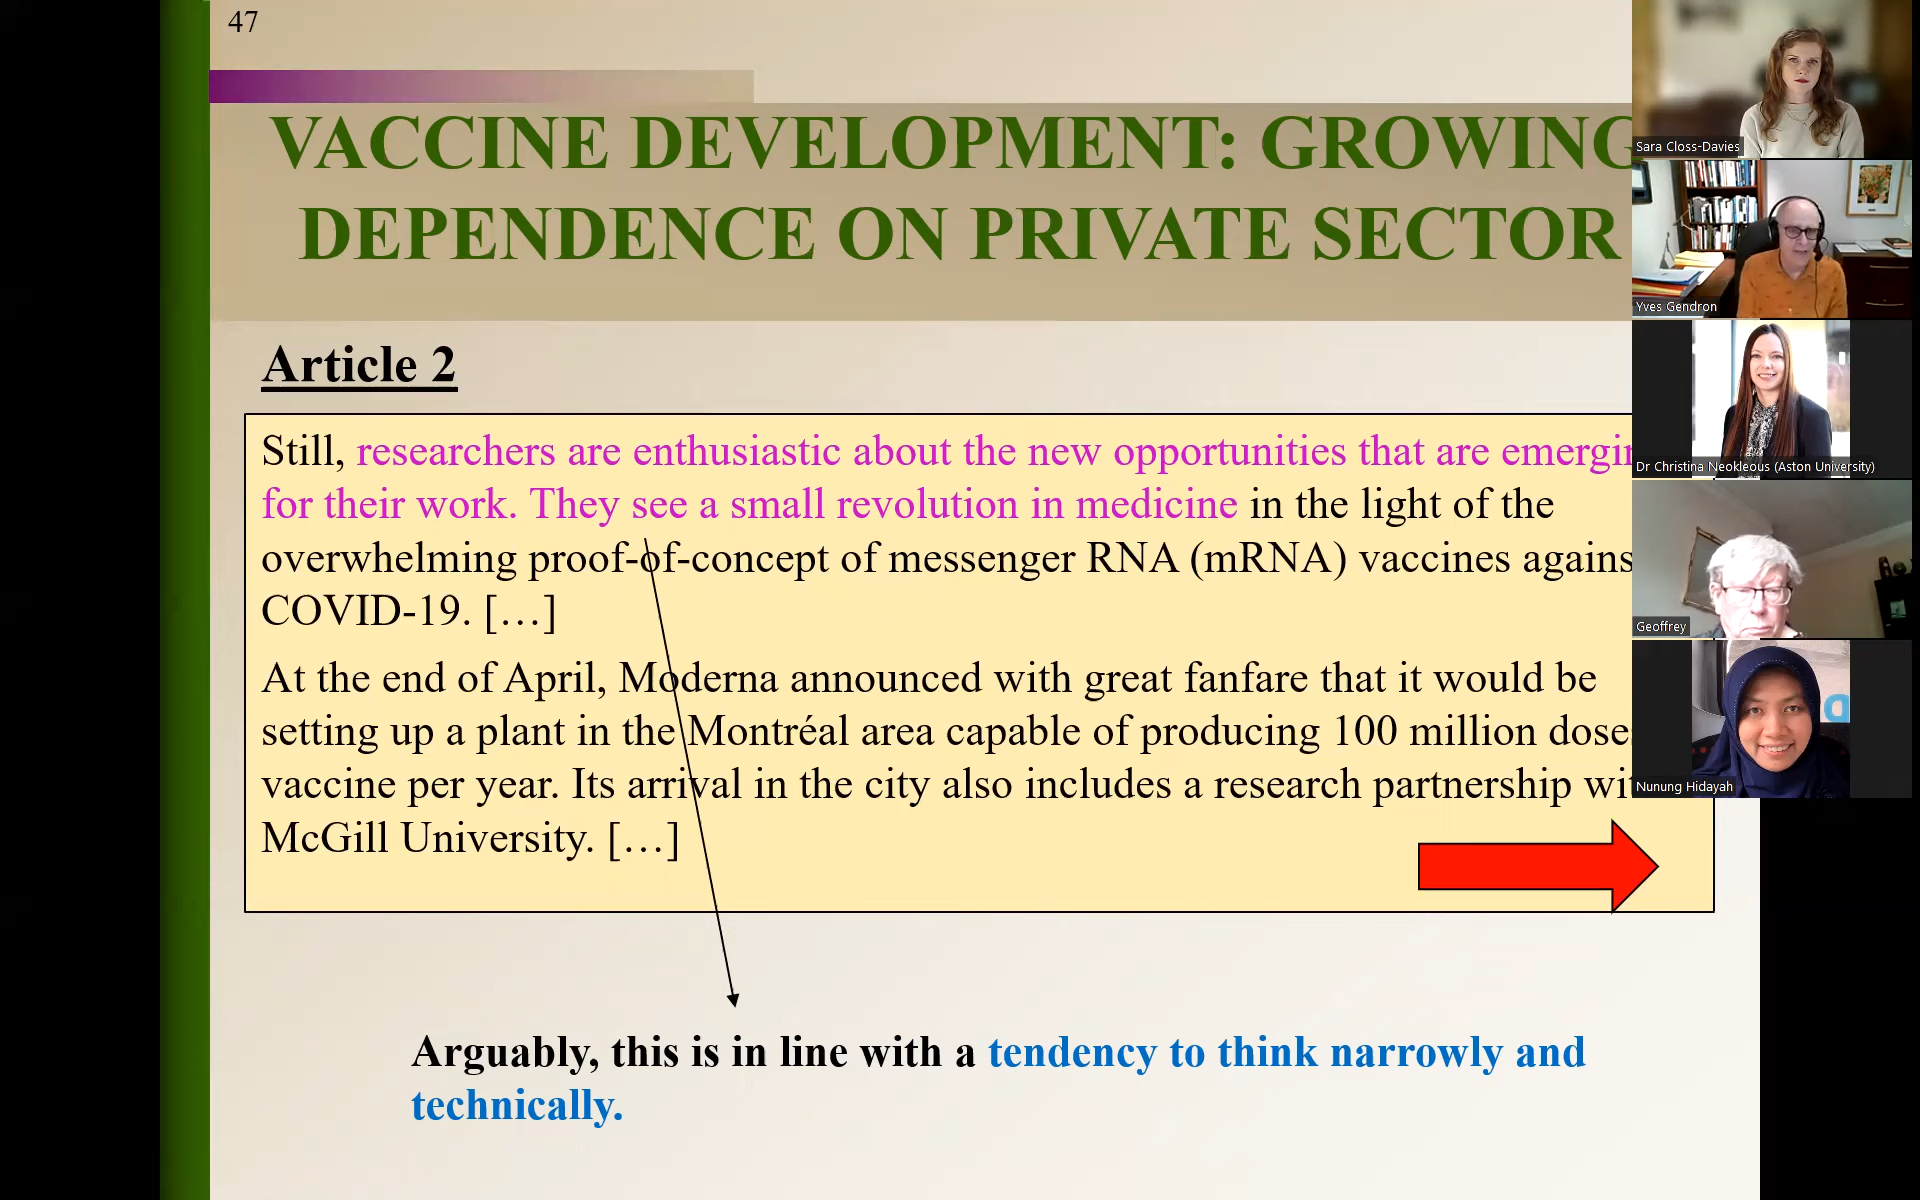 47
VACCINE DEVELOPMENT: GROWING
DEPENDENCE ON PRIVATE SECTOR
Article 2
Still, researchers are enthusiastic about the new opportunities that are
for their work. They see a small revolution in medicine in the light of the
overwhelming proof-of-concept of messenger RNA (mRNA) vaccines
COVID-19. […]
At the end of April, Moderna announced with great fanfare that it would be
setting up a plant in the Montréal area capable of producing 100 million
vaccine per year. Its arrival in the city also includes a research partnership
McGill University. […]
Arguably, this is in line with a tendency to think narrowly and
technically.
Sara Closs-Davies
Yves Gendron
Dr Christina Neokleous (Aston University)
Geoffrey
Nunung Hidayah